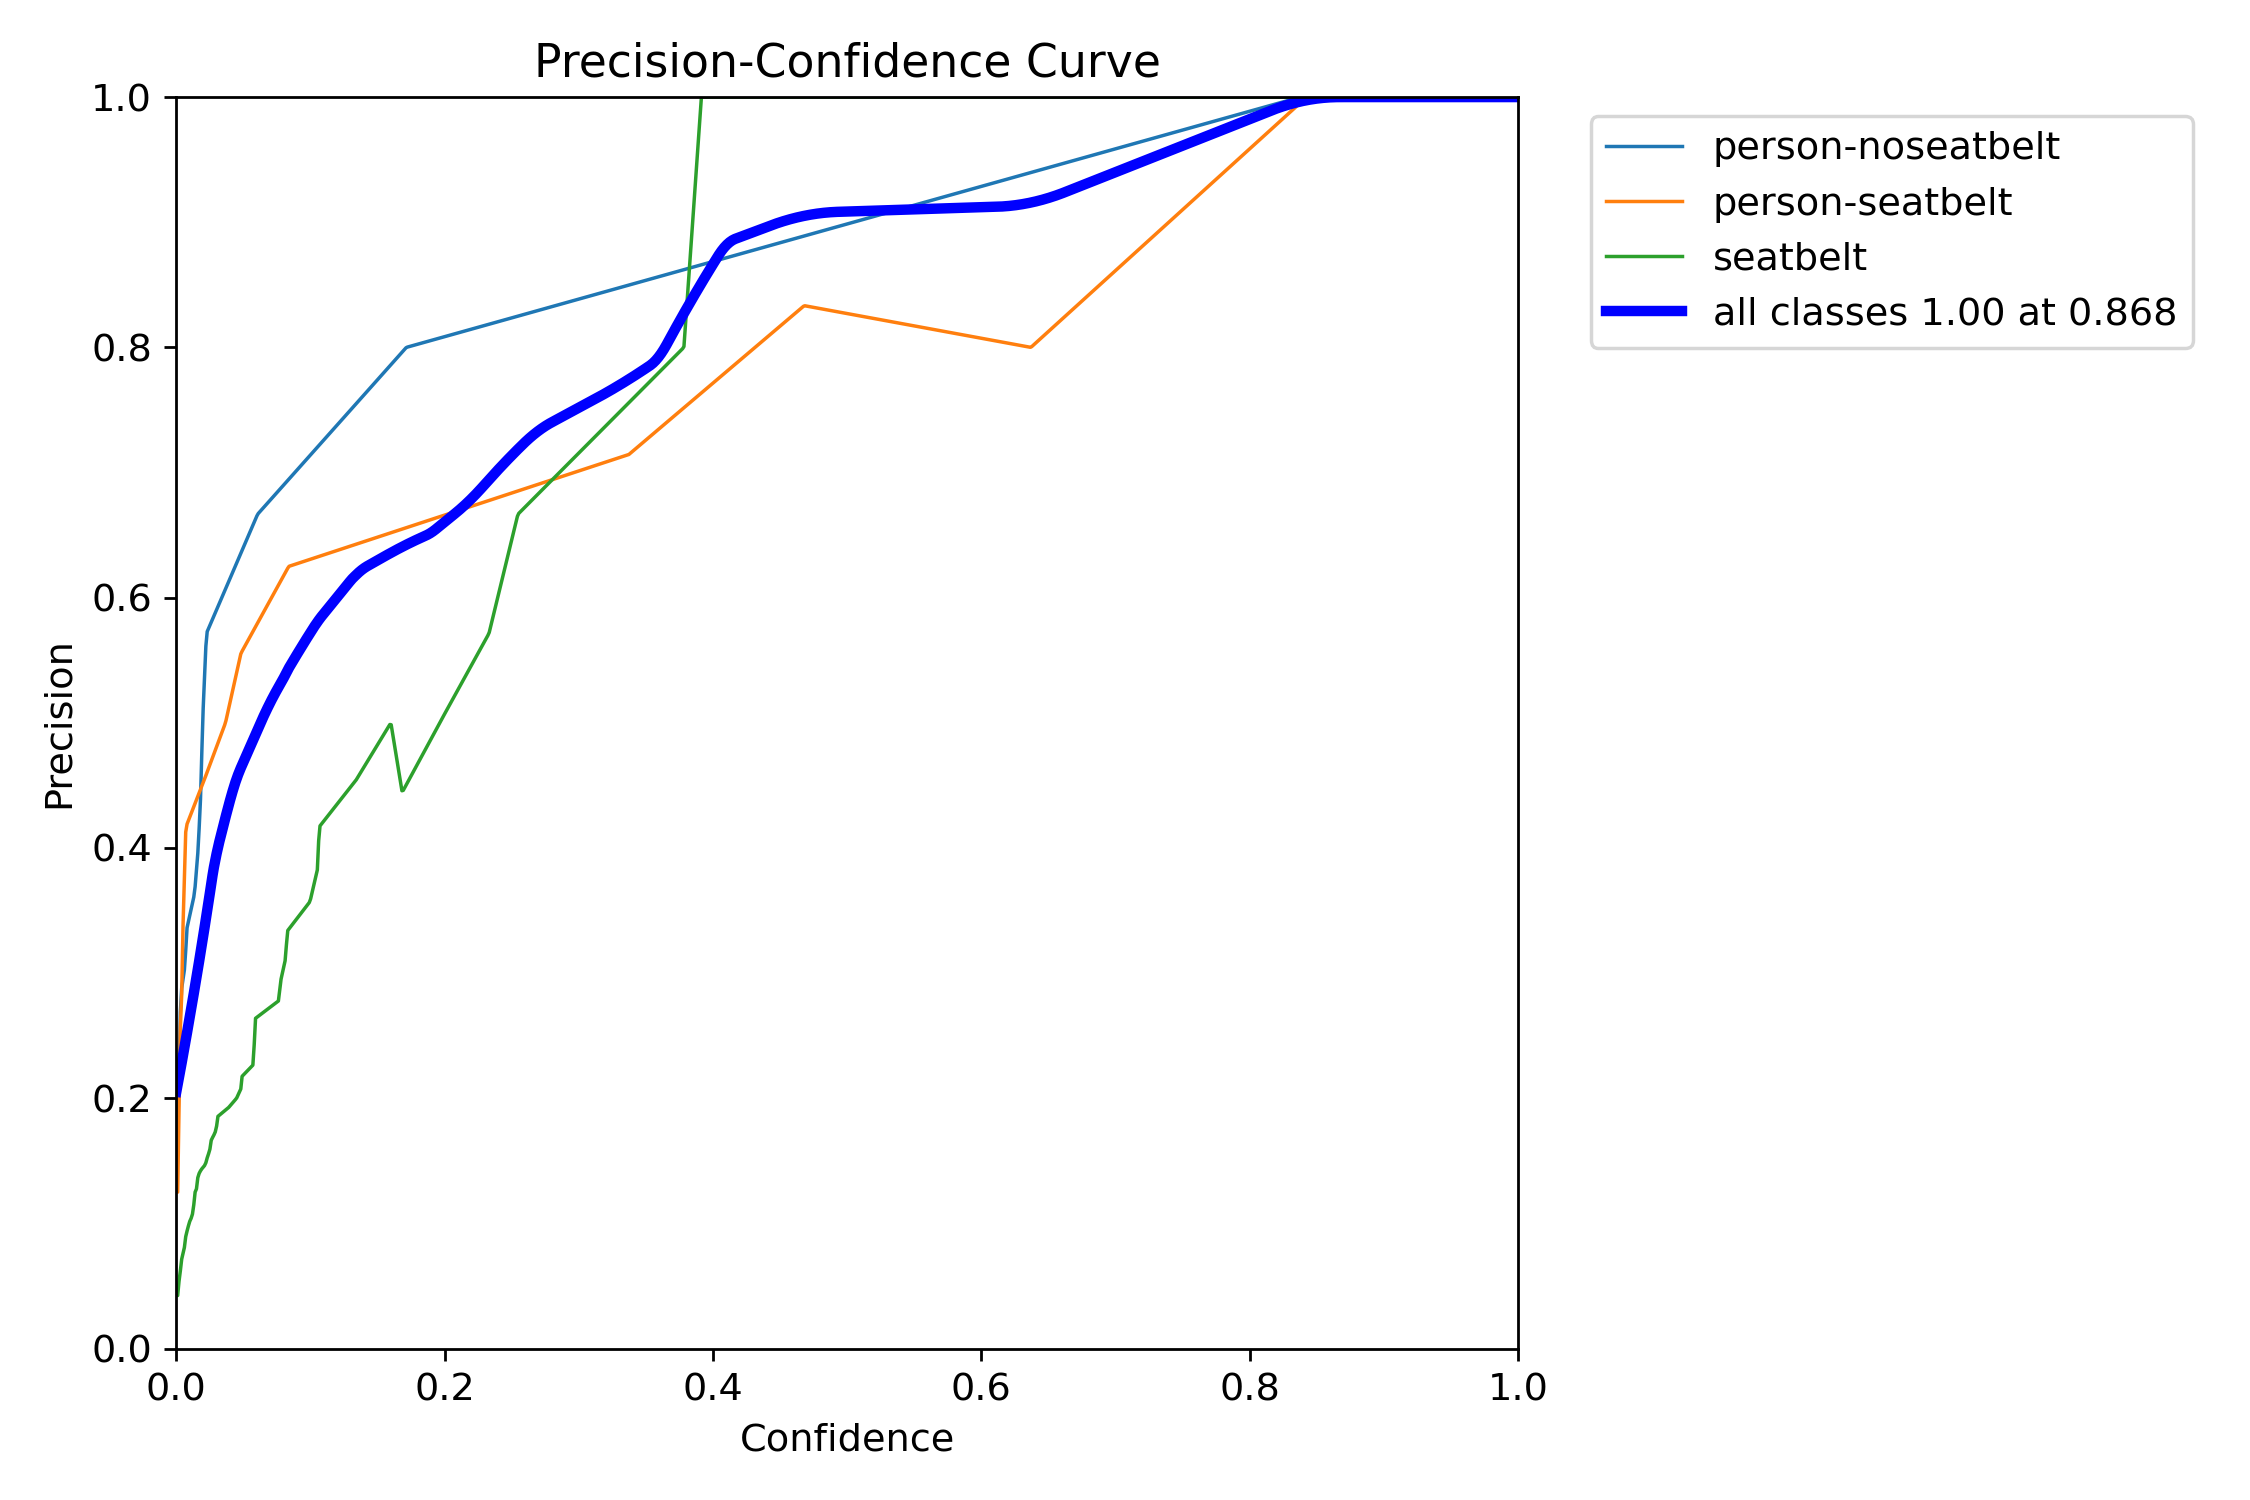 Precision-Confidence Curve
1.0
0.8
0.6
0.4
0.2
0.0
Precision
0.0 0.2 0.4 0.6 0.8 1.0
Confidence
person-noseatbelt
person-seatbelt
seatbelt
all classes 1.00 at 0.868